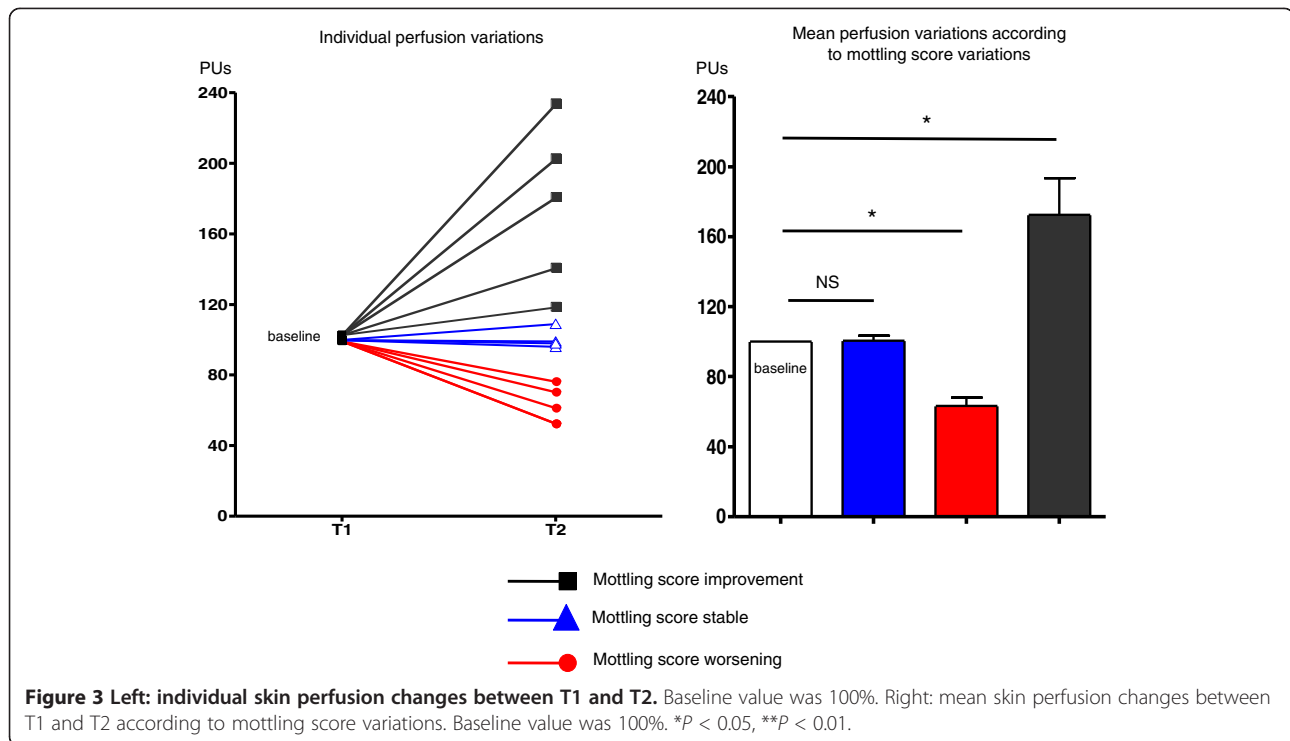 Individual perfusion variations
PUs
240
200
160
120
baseline
80
40
0
T1
T2
Mean perfusion variations according
to mottling score variations
PUs
240
200
160
120
80
40
0
*
*
NS
baseline
Mottling score improvement
Mottling score stable
Mottling score worsening
Figure 3 Left: individual skin perfusion changes between T1 and T2. Baseline value was 100%. Right: mean skin perfusion changes between
T1 and T2 according to mottling score variations. Baseline value was 100%. *P < 0.05, **P < 0.01.